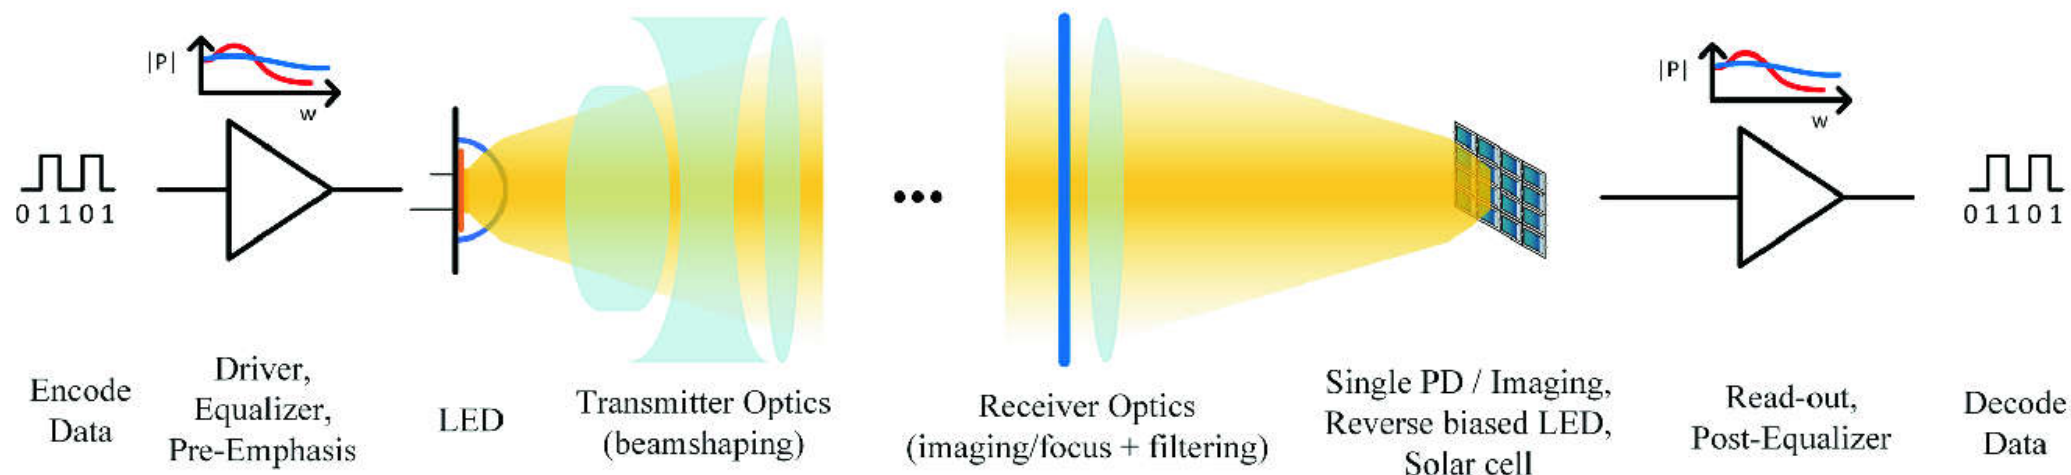 |P|
w
0 1 1 0 1
Encode
Data
Driver,
Equalizer,
Pre-Emphasis
LED
Transmitter Optics
(beamshaping)
Receiver Optics
(imaging/focus + filtering)
Single PD / Imaging,
Reverse biased LED,
Solar cell
|P|
w
Read-out,
Post-Equalizer
0 1 1 0 1
Decode
Data